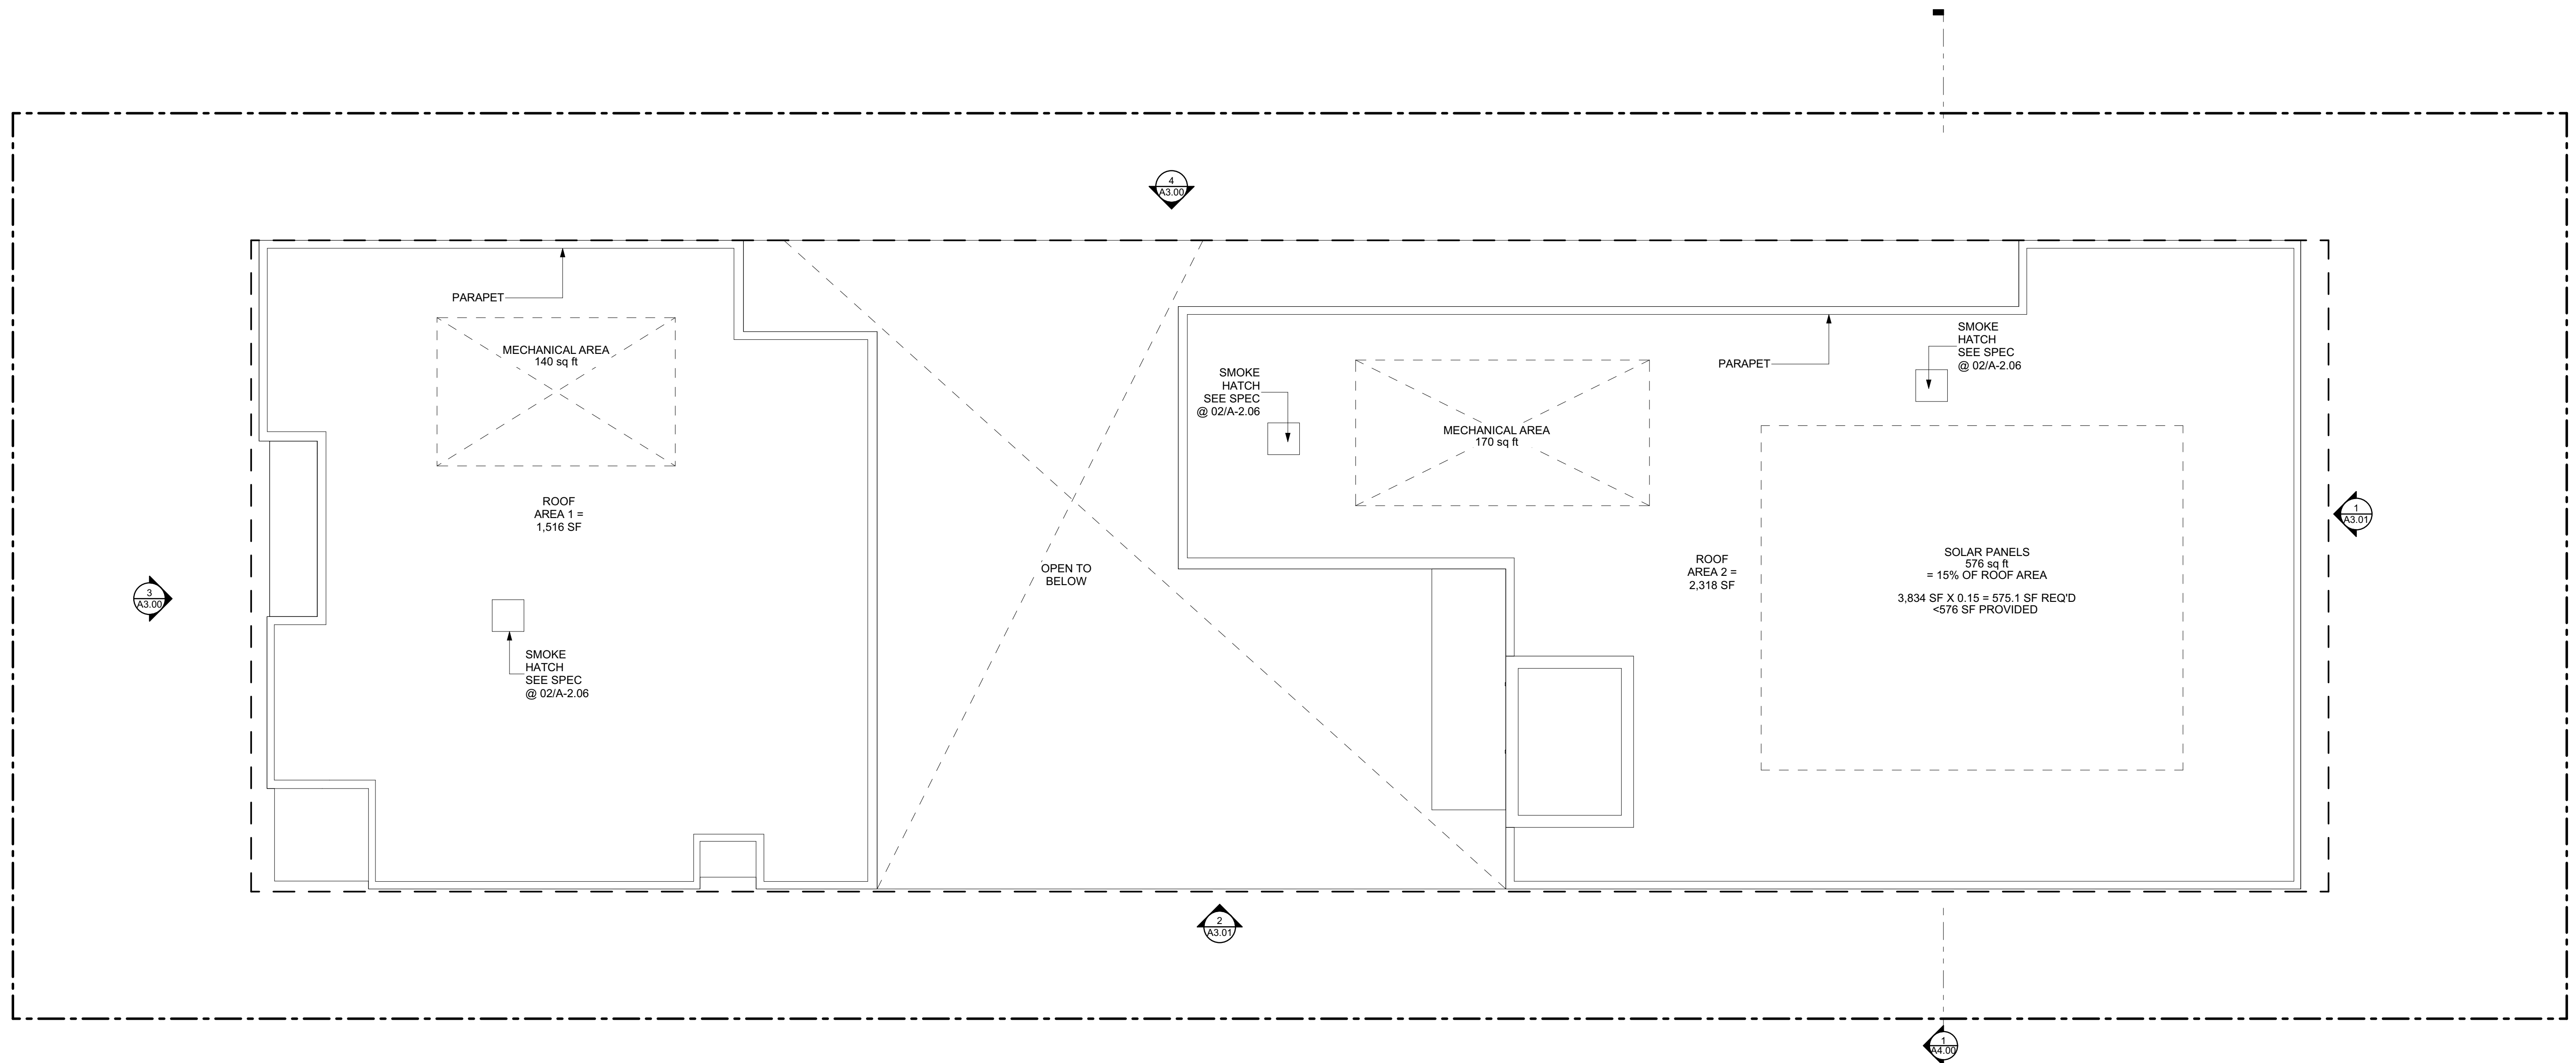 4
A3.00
PARAPET
MECHANICAL AREA
140 sq ft
ROOF
AREA 1 =
1,516 SF
SMOKE
HATCH
SEE SPEC
@ 02/A-2.06
3
A3.00
OPEN TO
BELOW
SMOKE
HATCH
SEE SPEC
@ 02/A-2.06
MECHANICAL AREA
170 sq ft
PARAPET
SMOKE
HATCH
SEE SPEC
@ 02/A-2.06
ROOF
AREA 2 =
2,318 SF
SOLAR PANELS
576 sq ft
= 15% OF ROOF AREA
3,834 SF X 0.15 = 575.1 SF REQ'D
<576 SF PROVIDED
1
A3.01
2
A3.01
1
A4.00